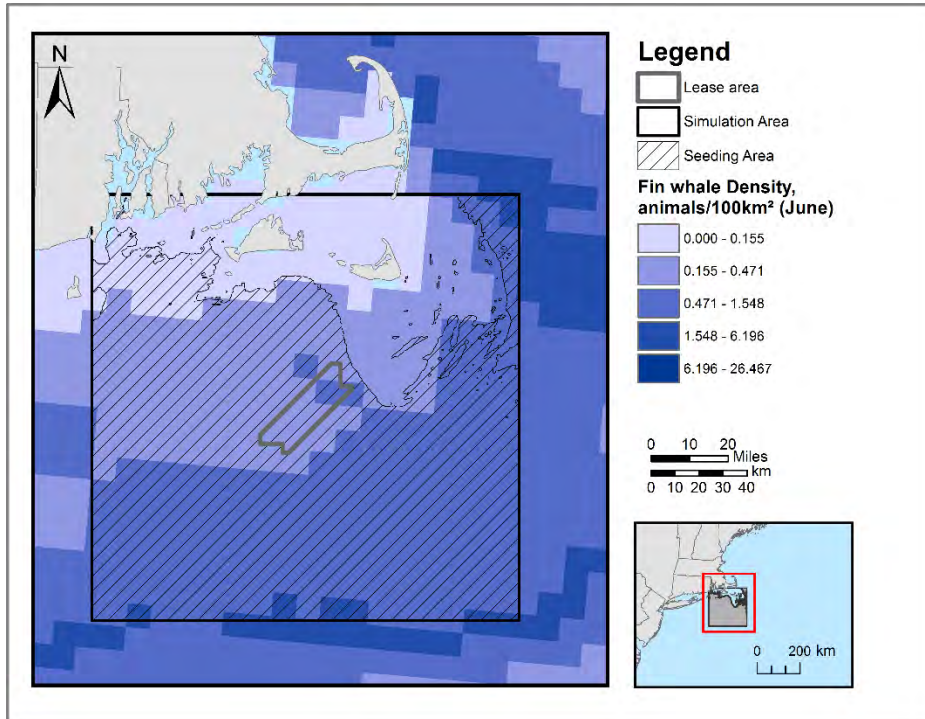 N
Legend
Lease area
Simulation Area
Seeding Area
Fin whale Density,
animals/100km² (June)
0.000 - 0.155
0.155 - 0.471
0.471 - 1.548
1.548 - 6.196
6.196 - 26.467
0 10 20
Miles
km
0 10 20 30 40
0 200 km